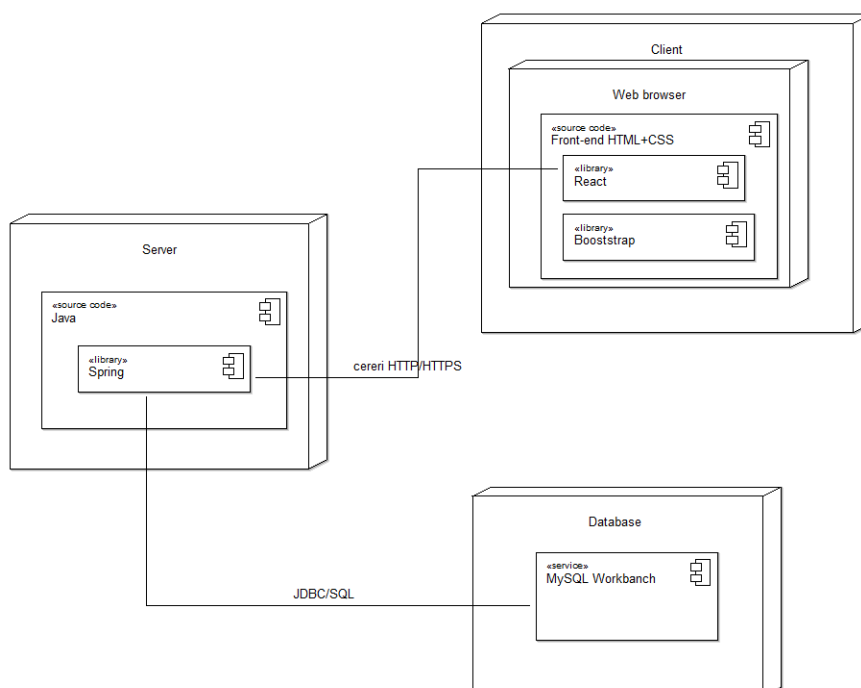 Client
Web browser
«source code»
Front-end HTML+CSS
«library»
React
«library»
Booststrap
Server
«source code»
Java
«library»
Spring
cereri HTTP/HTTPS
Database
«service»
MySQL Workbanch
JDBC/SQL